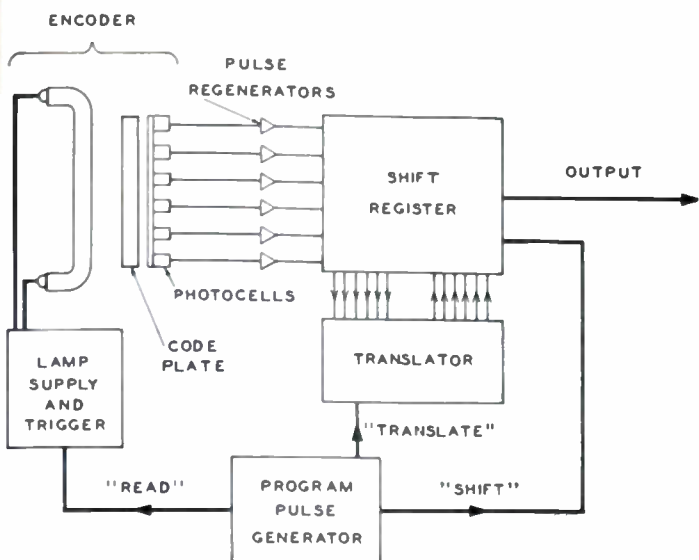 ENCODER
PULSE
REGENERATORS
SHIFT
REGISTER
OUTPUT
PHOTOCELLS
CODE
PLATE
LAMP
SUPPLY
AND
TRIGGER
TRANSLATOR
"TRANSLATE"
"READ"
PROGRAM
PULSE
GENERATOR
"SHIFT"